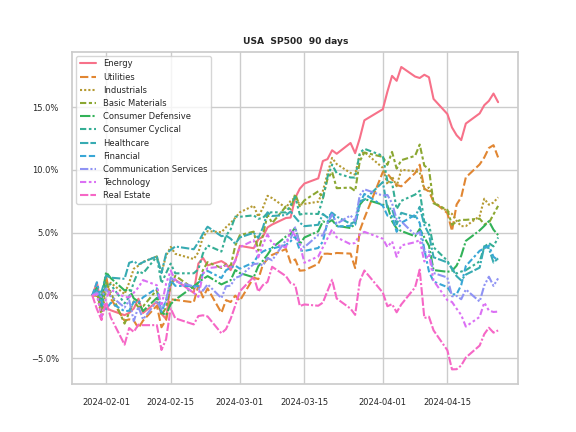 USA SP500 90 days
Energy
Utilities
Industrials
Basic Materials
Consumer Defensive
Consumer Cyclical
Healthcare
Financial
Communication Services
Technology
Real Estate
15.0%
10.0%
5.0%
0.0%
−5.0%
2024-02-01 2024-02-15 2024-03-01 2024-03-15 2024-04-01 2024-04-15